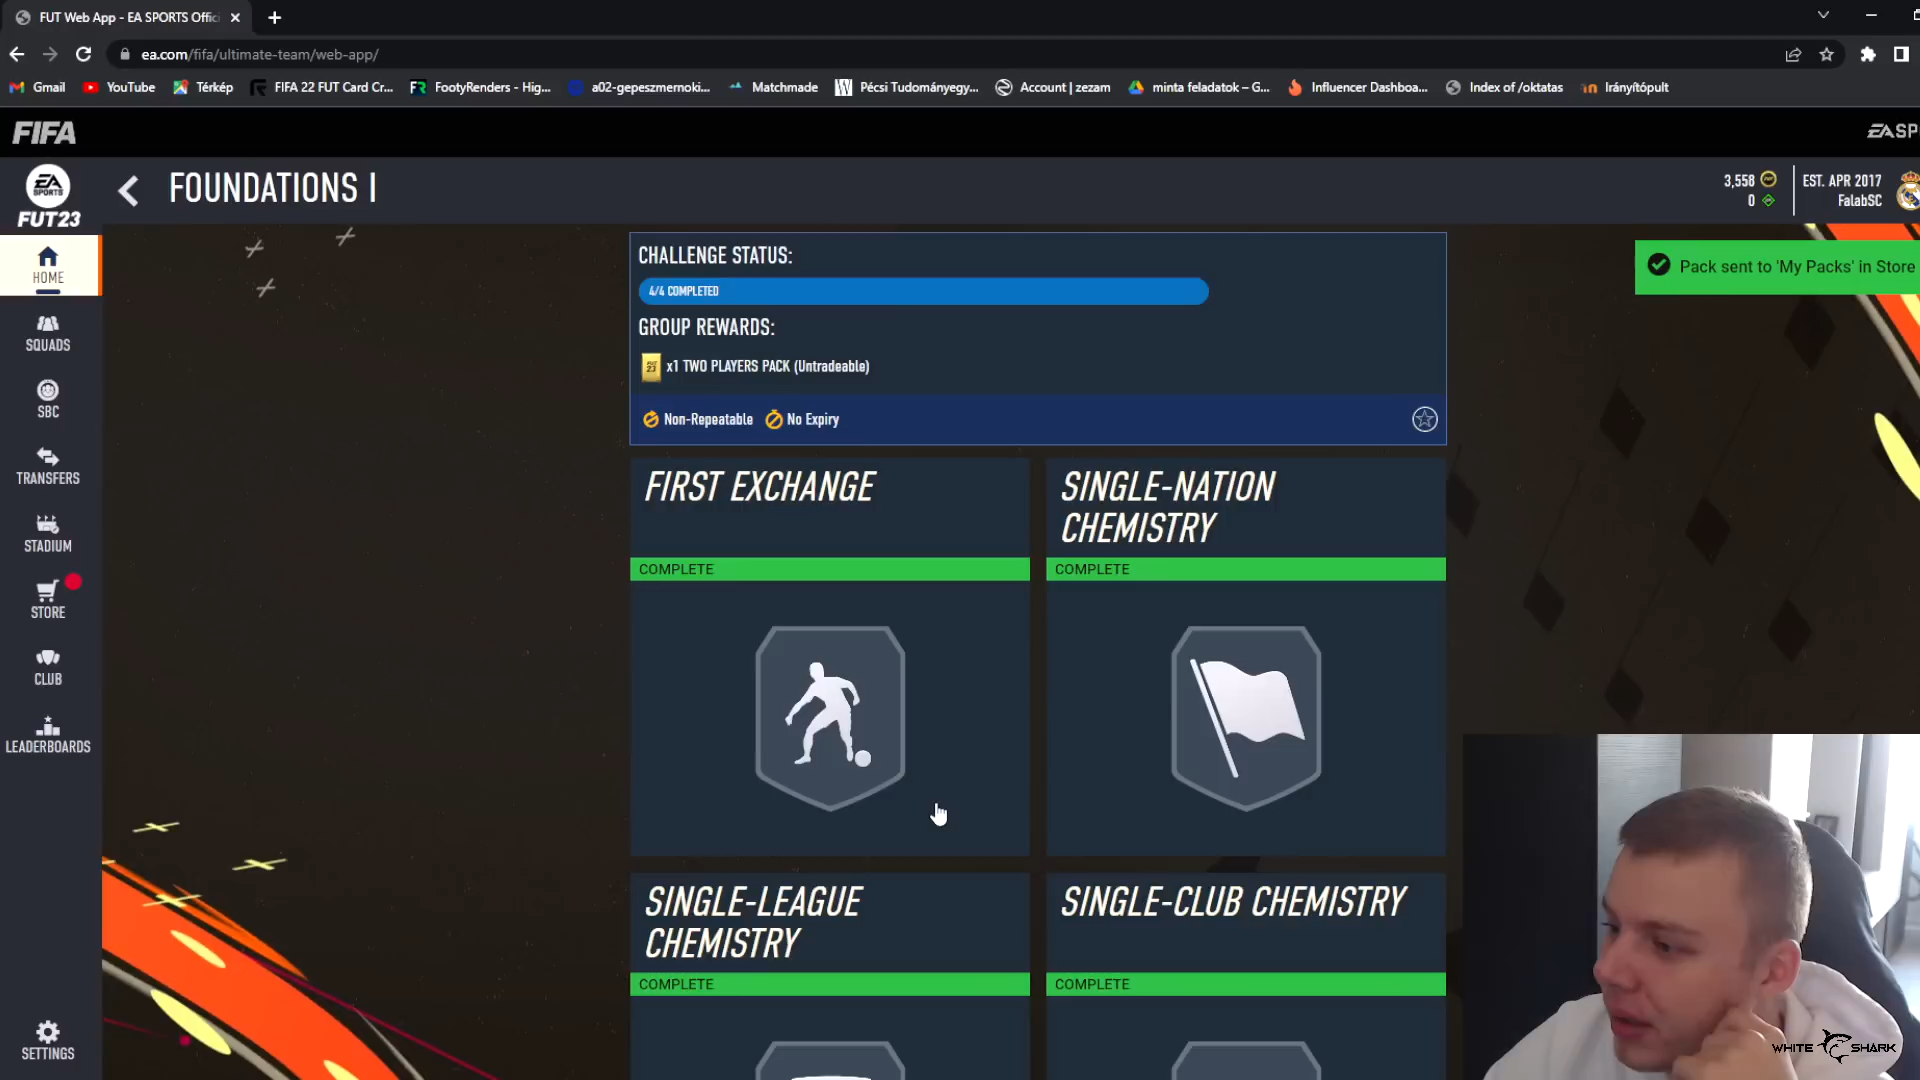 FUT Web App - EA SPORTS Offic
ea.com/fifa/ultimate-team/web-app/
Gmail
YouTube
Térkép
FIFA 22 FUT Card Cr...
FootyRenders - Hig...
a02-gepeszmernoki...
Matchmade
Pécsi Tudományegy...
Account | zezam
minta feladatok – G...
Influencer Dashboa...
Index of /oktatas
Irányítópult
FIFA
EA SP
EA SPORTS
FUT23
FOUNDATIONS I
3,558
0
EST. APR 2017
FalabSC
HOME
SQUADS
SBC
TRANSFERS
STADIUM
STORE
CLUB
LEADERBOARDS
SETTINGS
CHALLENGE STATUS:
4/4 COMPLETED
GROUP REWARDS:
x1 TWO PLAYERS PACK (Untradeable)
Non-Repeatable
No Expiry
Pack sent to 'My Packs' in Store
FIRST EXCHANGE
COMPLETE
SINGLE-NATION
CHEMISTRY
COMPLETE
SINGLE-LEAGUE
CHEMISTRY
COMPLETE
SINGLE-CLUB CHEMISTRY
COMPLETE
WHITE SHARK